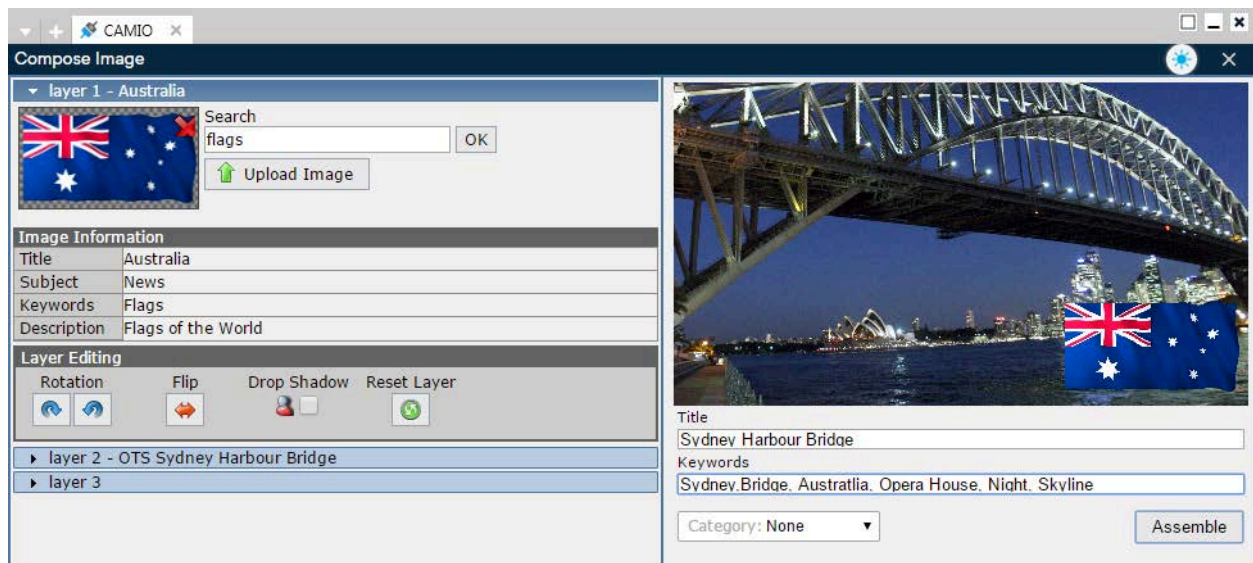 CAMIO
Compose Image
layer 1 - Australia
Search
flags
OK
Upload Image
Image Information
Title Australia
Subject News
Keywords Flags
Description Flags of the World
Layer Editing
Rotation Flip Drop Shadow Reset Layer
layer 2 - OTS Sydney Harbour Bridge
layer 3
Title
Sydney Harbour Bridge
Keywords
Sydney,Bridge, Austratlia, Opera House, Night, Skyline
Category: None
Assemble